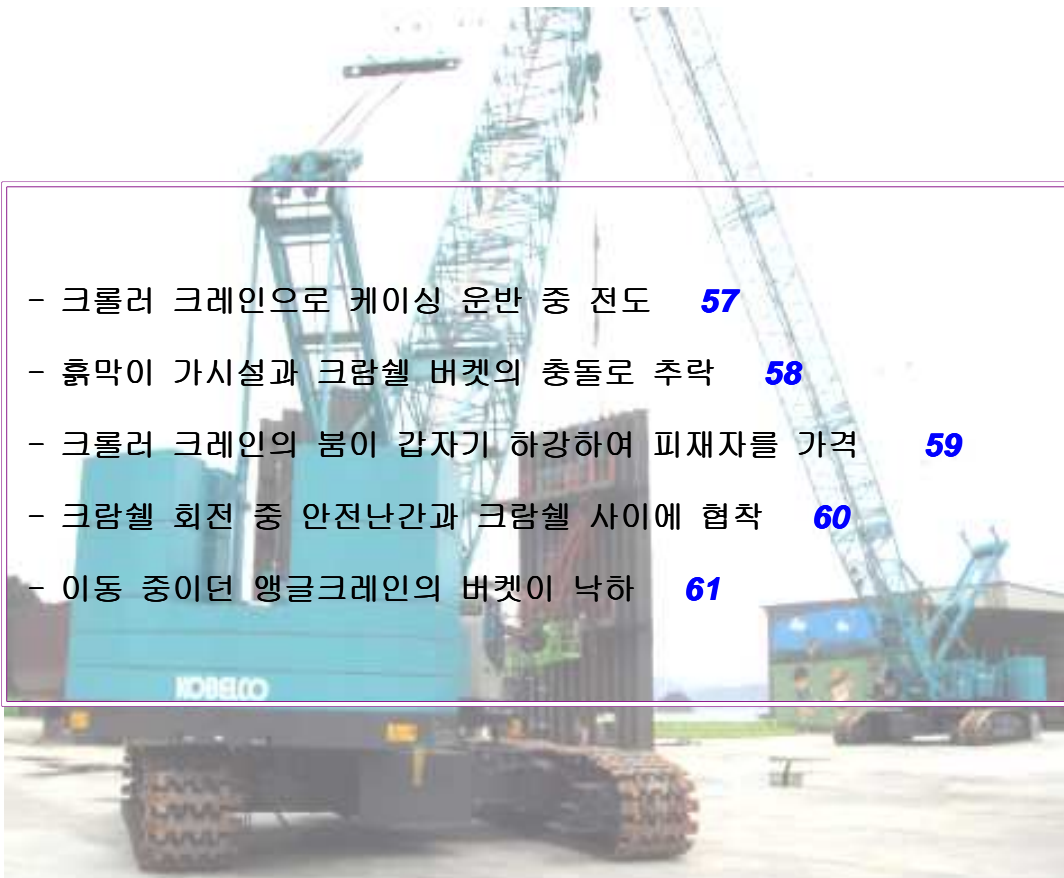 - 크롤러 크레인으로 케이싱 운반 중 전도 57
- 흙막이 가시설과 크람쉘 버켓의 충돌로 추락 58
- 크롤러 크레인의 붐이 갑자기 하강하여 피재자를 가격 59
- 크람쉘 회전 중 안전난간과 크람쉘 사이에 협착 60
- 이동 중이던 앵글크레인의 버켓이 낙하 61
KOBELCO